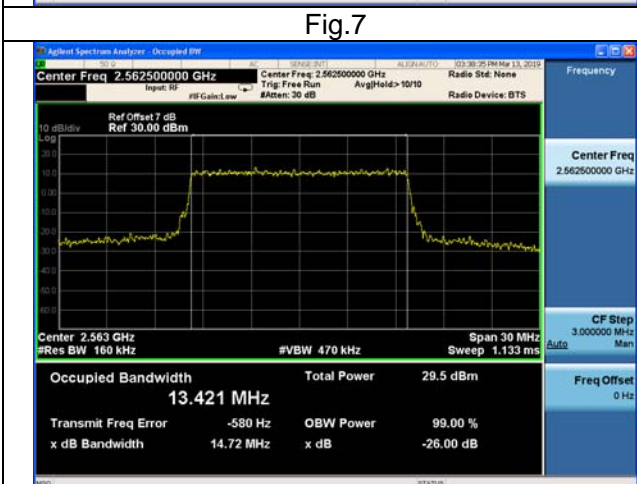 Fig.7
Agilent Spectrum Analyzer - Occupied BW
50 Ω AC SENSE:INT ALIGN AUTO 03:38:35 PM Mar 13, 2019
Center Freq 2.562500000 GHz
Center Freq: 2.562500000 GHz
Radio Std: None
Frequency
Input: RF
Trig: Free Run
Avg|Hold:> 10/10
#IFGain:Low
#Atten: 30 dB
Radio Device: BTS
Ref Offset 7 dB
10 dB/div
Ref 30.00 dBm
Log
20.0
10.0
0.00
-10.0
-20.0
-30.0
-40.0
-50.0
-60.0
Center Freq
2.562500000 GHz
Center 2.563 GHz
Span 30 MHz
#Res BW 160 kHz
#VBW 470 kHz
Sweep 1.133 ms
CF Step
3.000000 MHz
Auto Man
Occupied Bandwidth
13.421 MHz
Total Power
29.5 dBm
Freq Offset
0 Hz
Transmit Freq Error
-580 Hz
OBW Power
99.00 %
x dB Bandwidth
14.72 MHz
x dB
-26.00 dB
MSG
STATUS